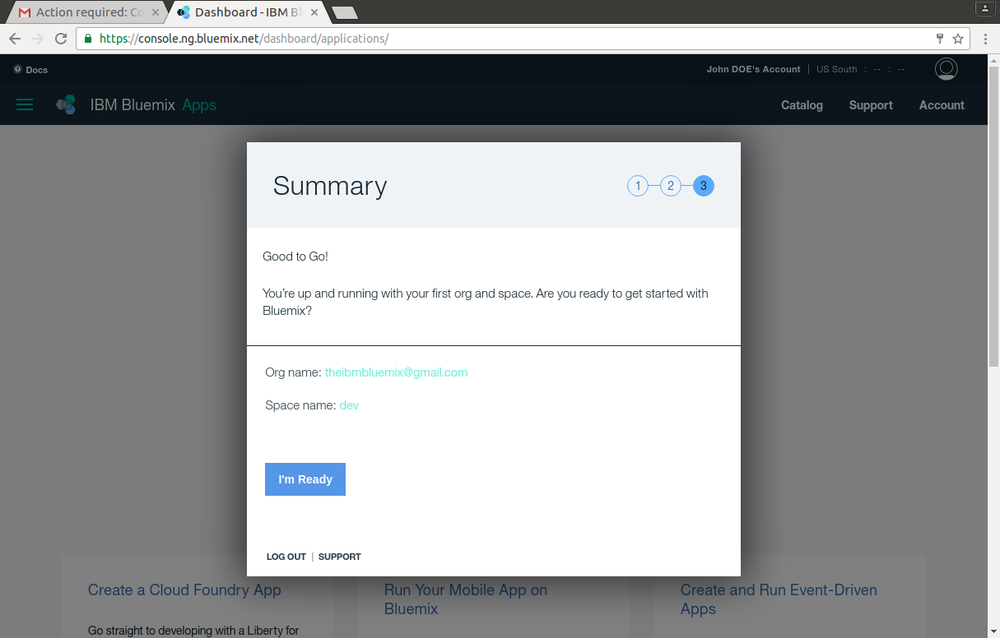 Action required: Co
Dashboard - IBM Bl
https://console.ng.bluemix.net/dashboard/applications/
Docs
John DOE's Account | US South : -- : --
IBM Bluemix Apps
Catalog Support Account
Summary
1 2 3
Good to Go!
You're up and running with your first org and space. Are you ready to get started with
Bluemix?
Org name: theibmbluemix@gmail.com
Space name: dev
I'm Ready
LOG OUT | SUPPORT
Create a Cloud Foundry App
Go straight to developing with a Liberty for
Run Your Mobile App on
Bluemix
Create and Run Event-Driven
Apps